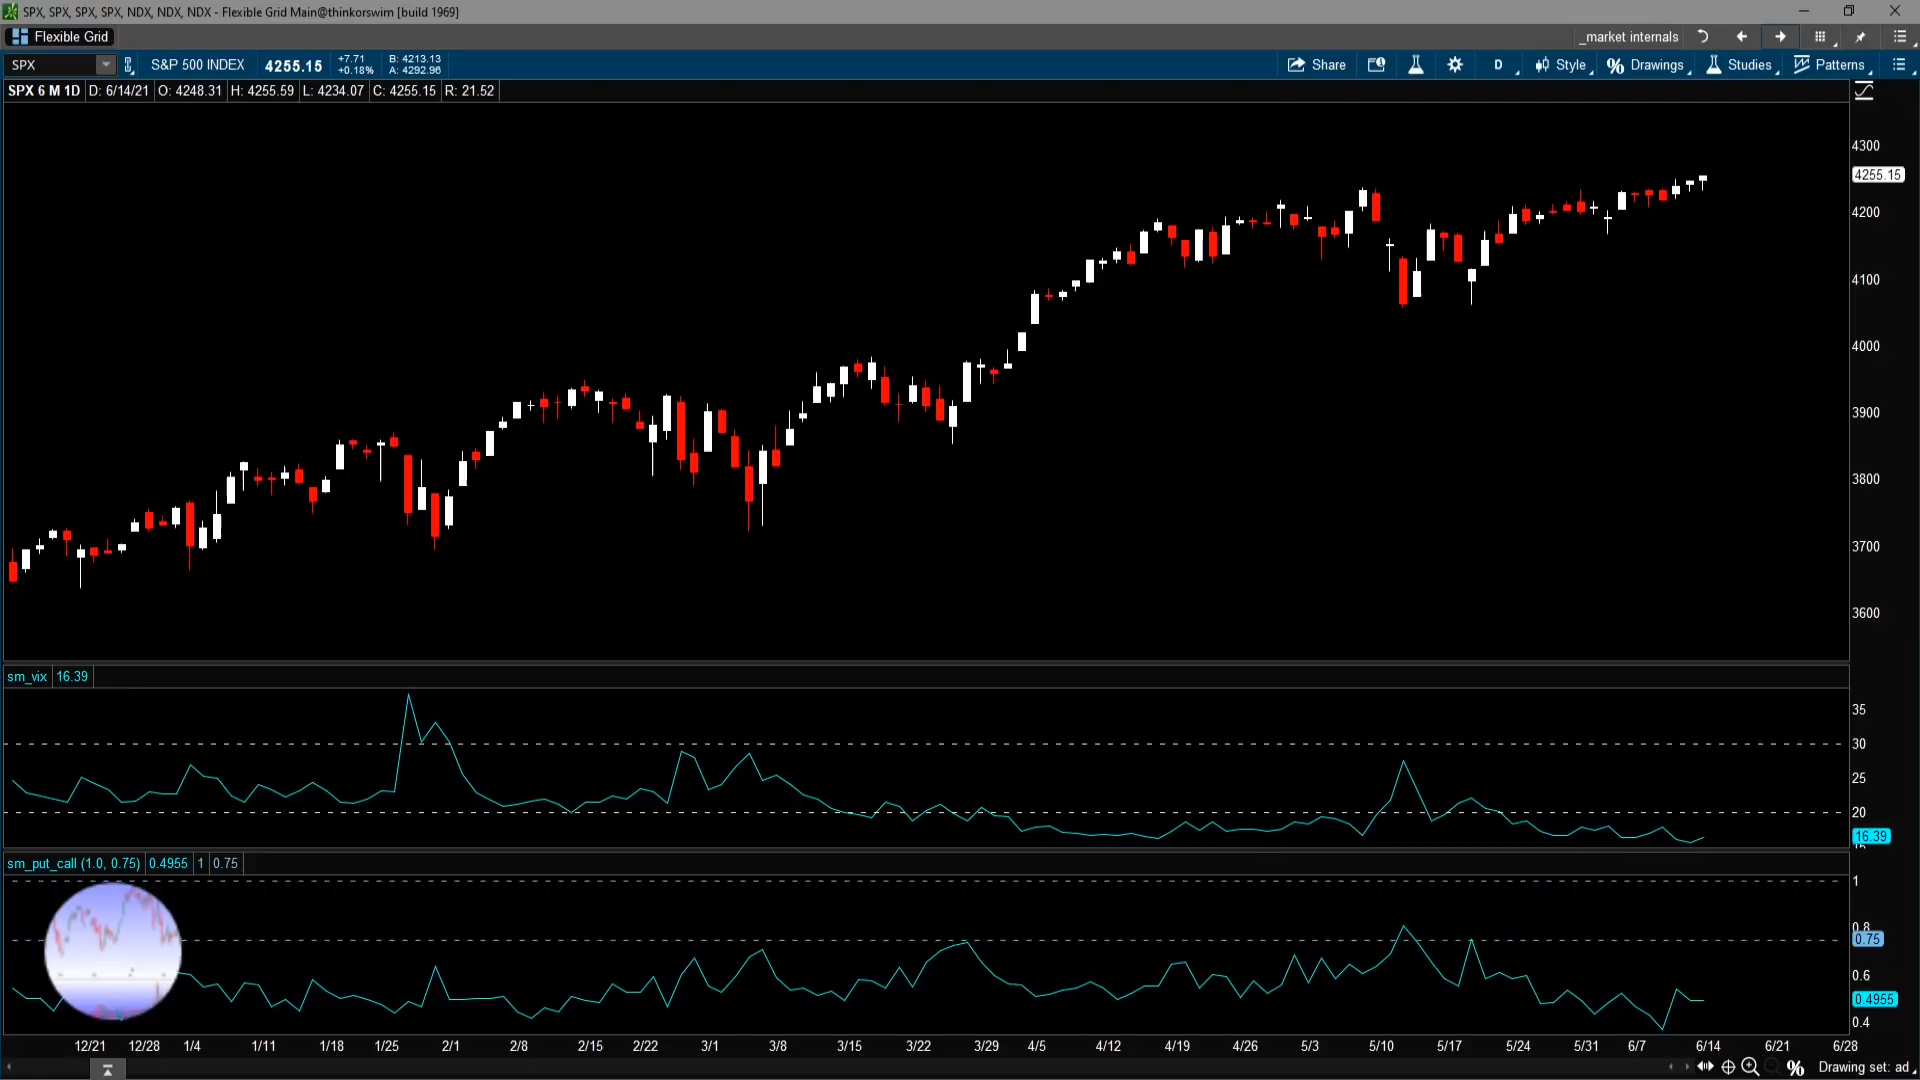 SPX, SPX, SPX, SPX, NDX, NDX, NDX - Flexible Grid Main@thinkorswim [build 1969]
Flexible Grid
_market internals
SPX
S&P 500 INDEX
4255.15
+7.71
+0.18%
B: 4213.13
A: 4292.96
Share
D
Style
% Drawings
Studies
Patterns
SPX 6 M 1D D: 6/14/21 O: 4248.31 H: 4255.59 L: 4234.07 C: 4255.15 R: 21.52
4300
4255.15
4200
4100
4000
3900
3800
3700
3600
sm_vix 16.39
35
30
25
20
16.39
sm_put_call (1.0, 0.75) 0.4955 1 0.75
1
0.8
0.75
0.6
0.4955
0.4
12/21 12/28 1/4 1/11 1/18 1/25 2/1 2/8 2/15 2/22 3/1 3/8 3/15 3/22 3/29 4/5 4/12 4/19 4/26 5/3 5/10 5/17 5/24 5/31 6/7 6/14 6/21 6/28
% Drawing set: ad